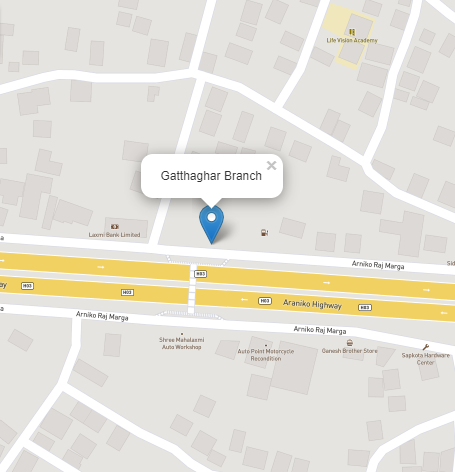 Life Vision Academy
×
Gatthaghar Branch
Laxmi Bank Limited
Arniko Raj Marga
H03
H03
H03
H03
Araniko Highway
H03
Arniko Raj Marga
Arniko Raj Marga
Shree Mahalaxmi
Auto Workshop
Auto Point Motorcycle
Recondition
Ganesh Brother Store
Sapkota Hardware
Center